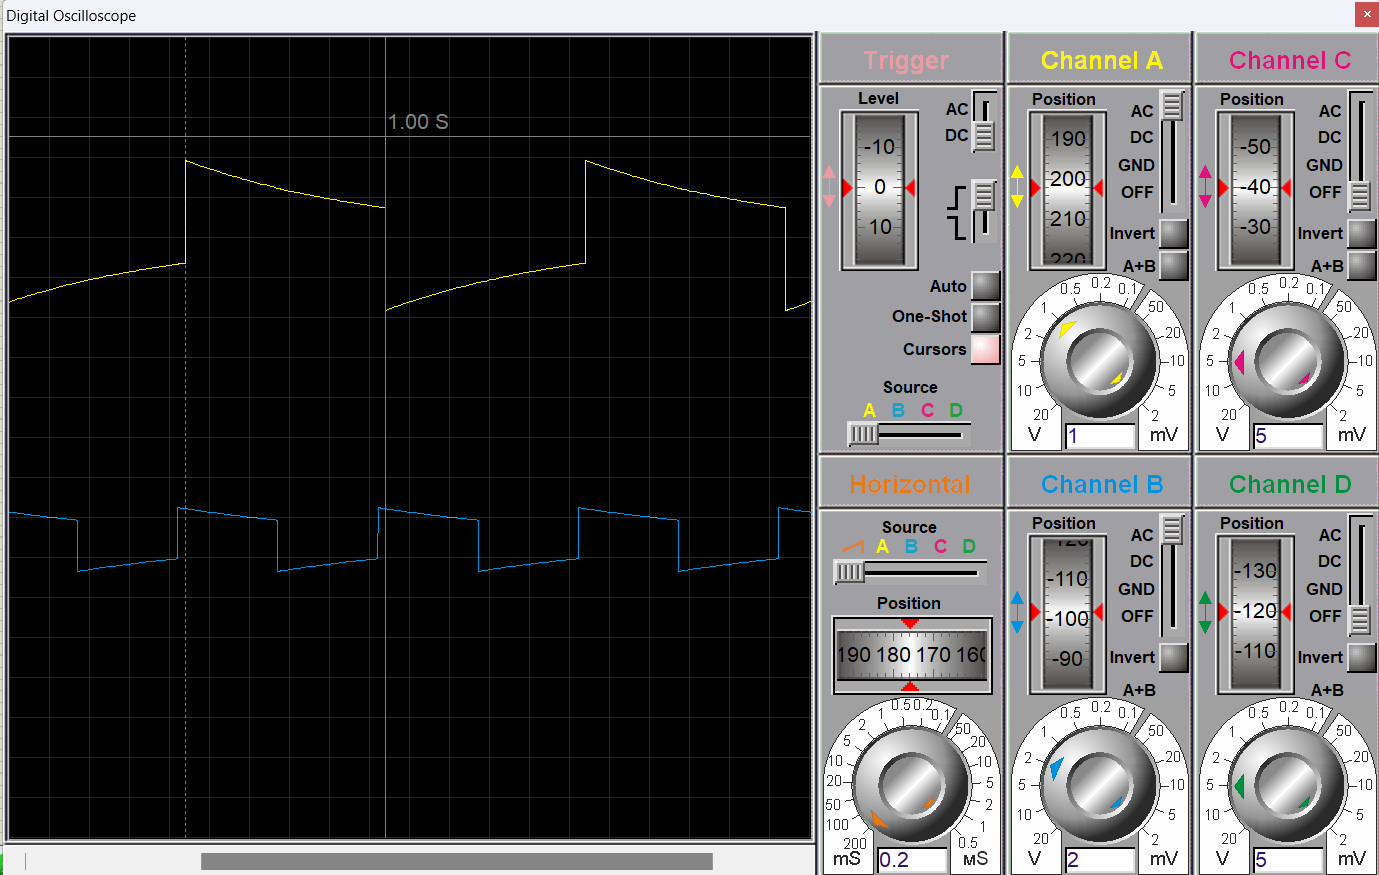 Digital Oscilloscope
1.00 S
Trigger
Level
AC
DC
-10
0
10
Auto
One-Shot
Cursors
Source
A B C D
Channel A
Position
190
200
210
220
AC
DC
GND
OFF
Invert
A+B
20 10 5 2 1 0.5 0.2 0.1 50 20 10 5 2
V 1 mV
Channel C
Position
-50
-40
-30
AC
DC
GND
OFF
Invert
A+B
20 10 5 2 1 0.5 0.2 0.1 50 20 10 5 2
V 5 mV
Horizontal
Source
A B C D
Position
190 180 170 160
200 100 50 20 10 5 2 1 0.5 0.2 0.1 50 20 10 5 2 1 0.5
mS 0.2 мS
Channel B
Position
-120
-110
-100
-90
AC
DC
GND
OFF
Invert
A+B
20 10 5 2 1 0.5 0.2 0.1 50 20 10 5 2
V 2 mV
Channel D
Position
-130
-120
-110
AC
DC
GND
OFF
Invert
A+B
20 10 5 2 1 0.5 0.2 0.1 50 20 10 5 2
V 5 mV